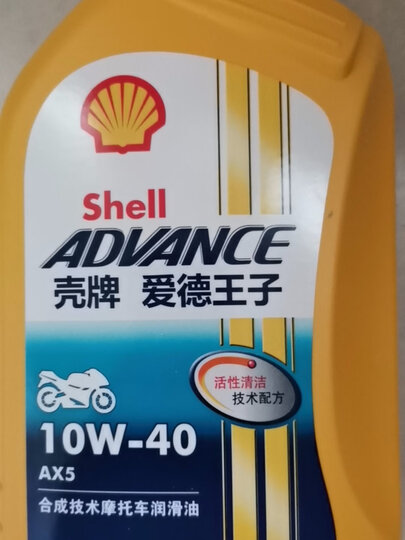 Shell
ADVANCE
壳牌 爱德王子
活性清洁
技术配方
10W-40
AX5
合成技术摩托车润滑油